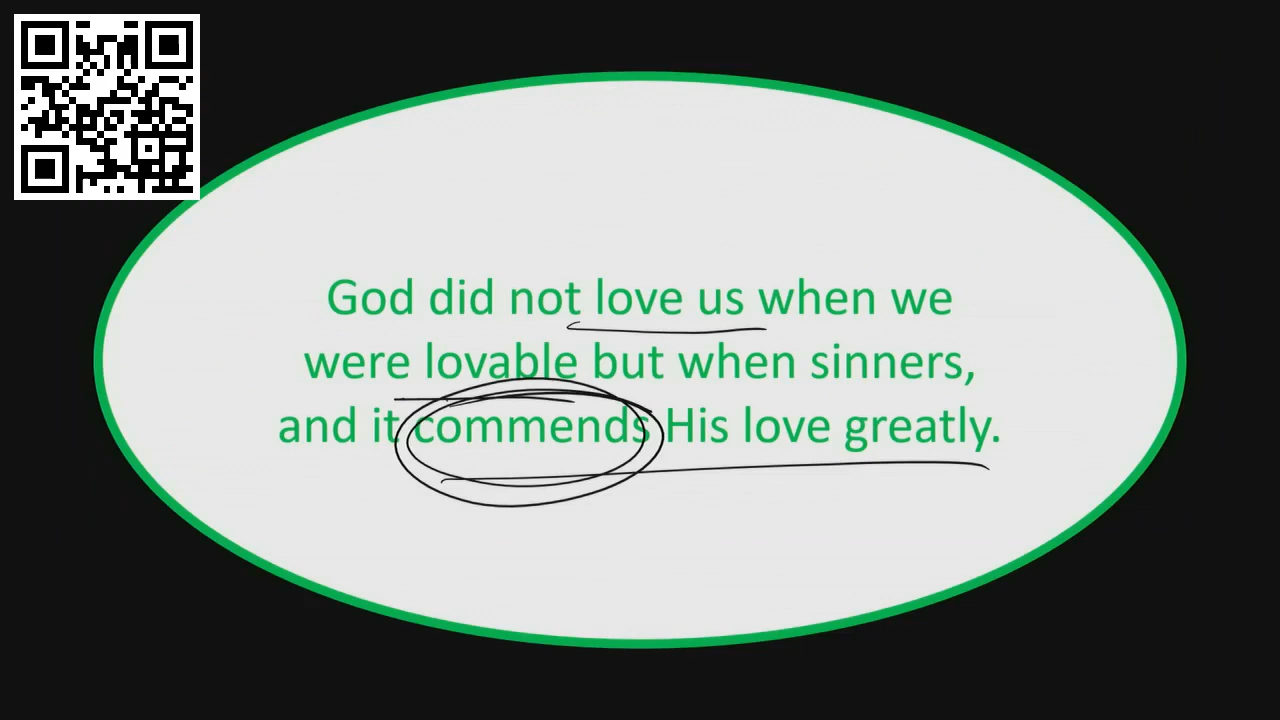 God did not love us when we
were lovable but when sinners,
and it commends His love greatly.